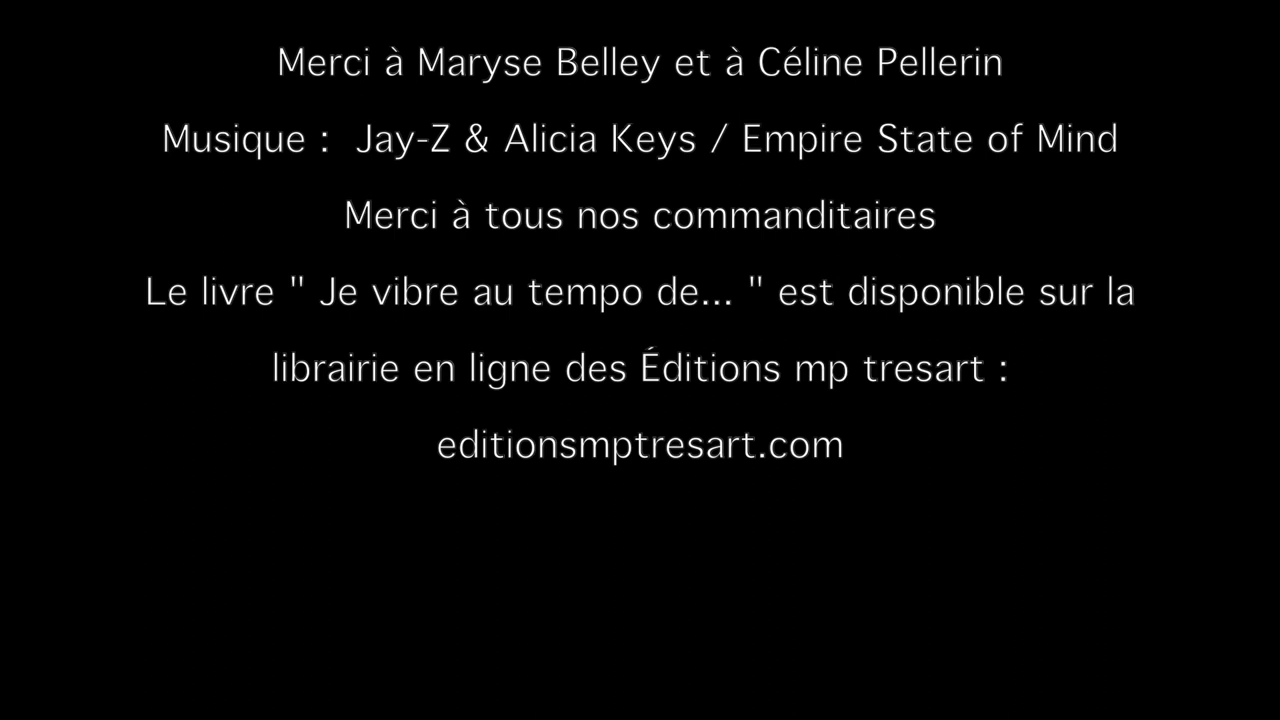 Merci à Maryse Belley et à Céline Pellerin
Musique :  Jay-Z & Alicia Keys / Empire State of Mind
Merci à tous nos commanditaires
Le livre " Je vibre au tempo de... " est disponible sur la
librairie en ligne des Éditions mp tresart :
editionsmptresart.com